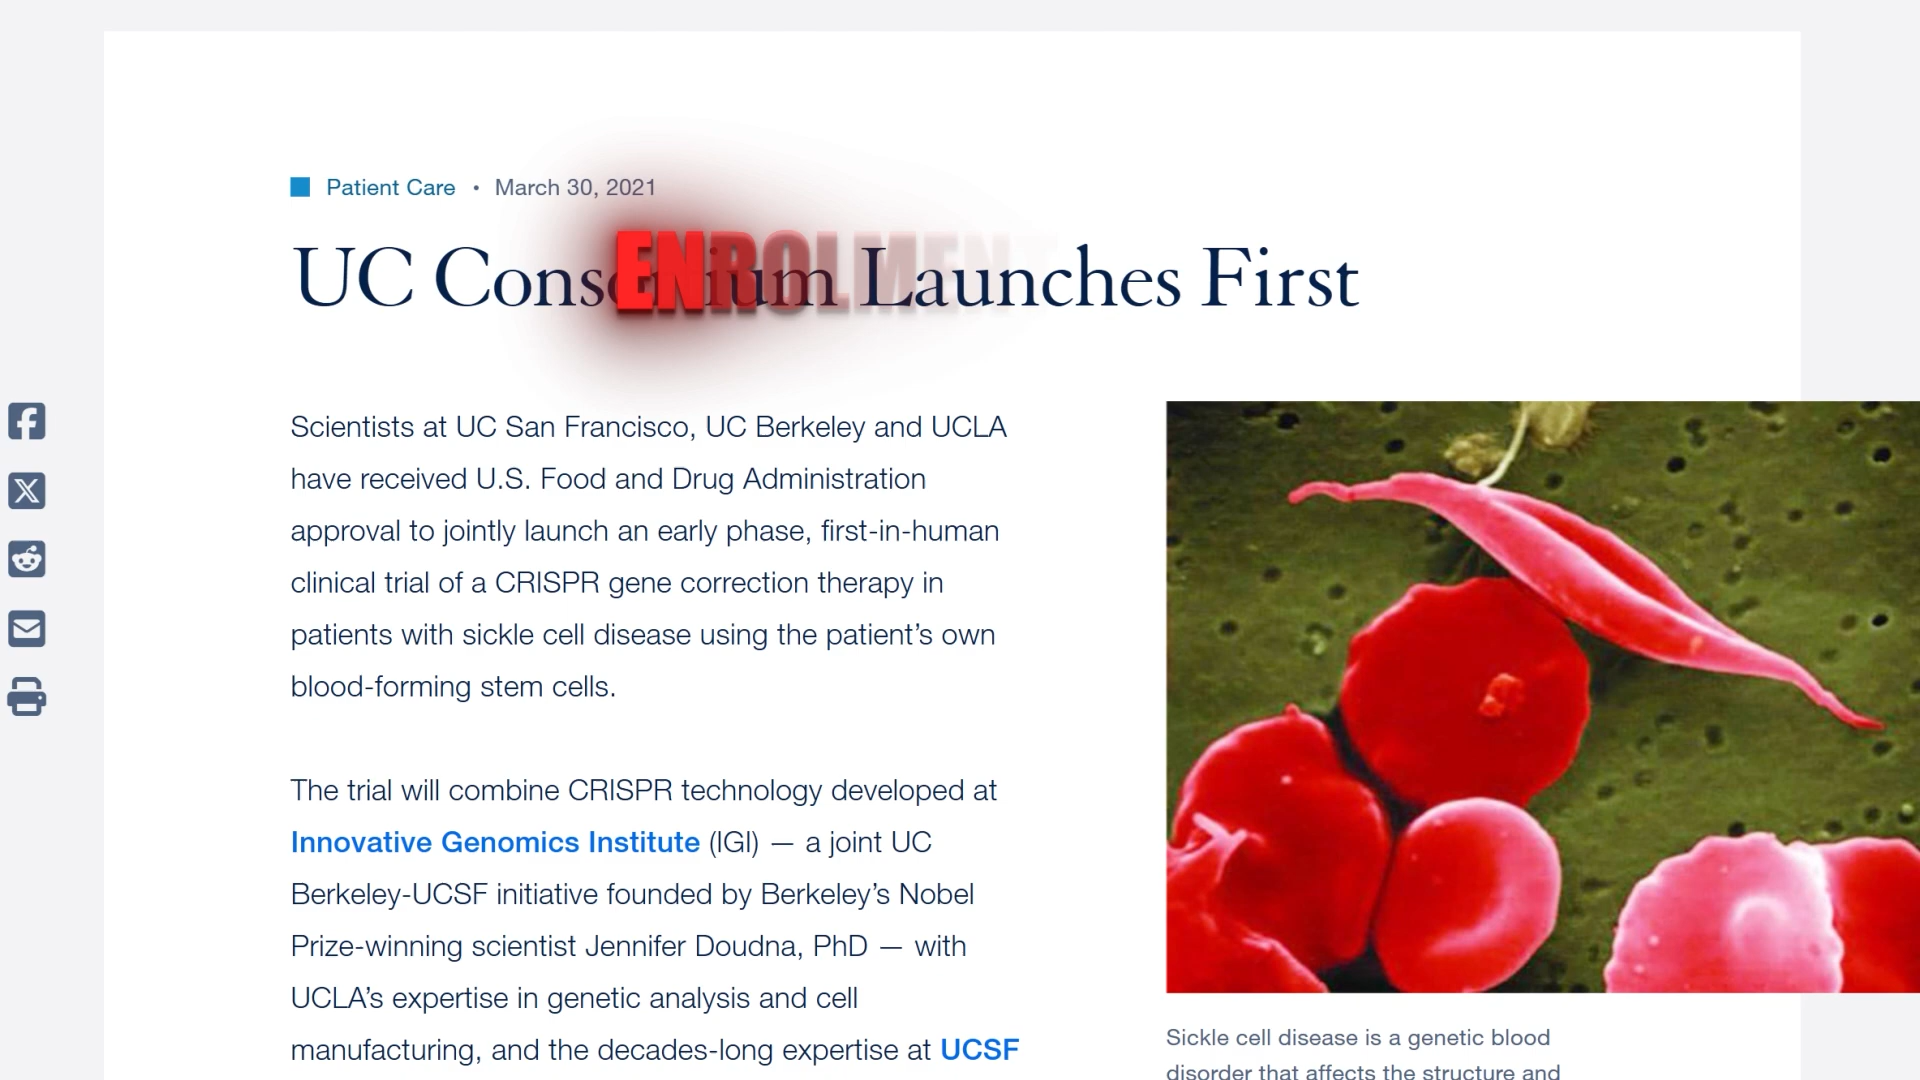 Patient Care • March 30, 2021
ENROLMENT
UC Consortium Launches First
Scientists at UC San Francisco, UC Berkeley and UCLA
have received U.S. Food and Drug Administration
approval to jointly launch an early phase, first-in-human
clinical trial of a CRISPR gene correction therapy in
patients with sickle cell disease using the patient’s own
blood-forming stem cells.
The trial will combine CRISPR technology developed at
Innovative Genomics Institute (IGI) — a joint UC
Berkeley-UCSF initiative founded by Berkeley’s Nobel
Prize-winning scientist Jennifer Doudna, PhD — with
UCLA’s expertise in genetic analysis and cell
manufacturing, and the decades-long expertise at UCSF
Sickle cell disease is a genetic blood
disorder that affects the structure and